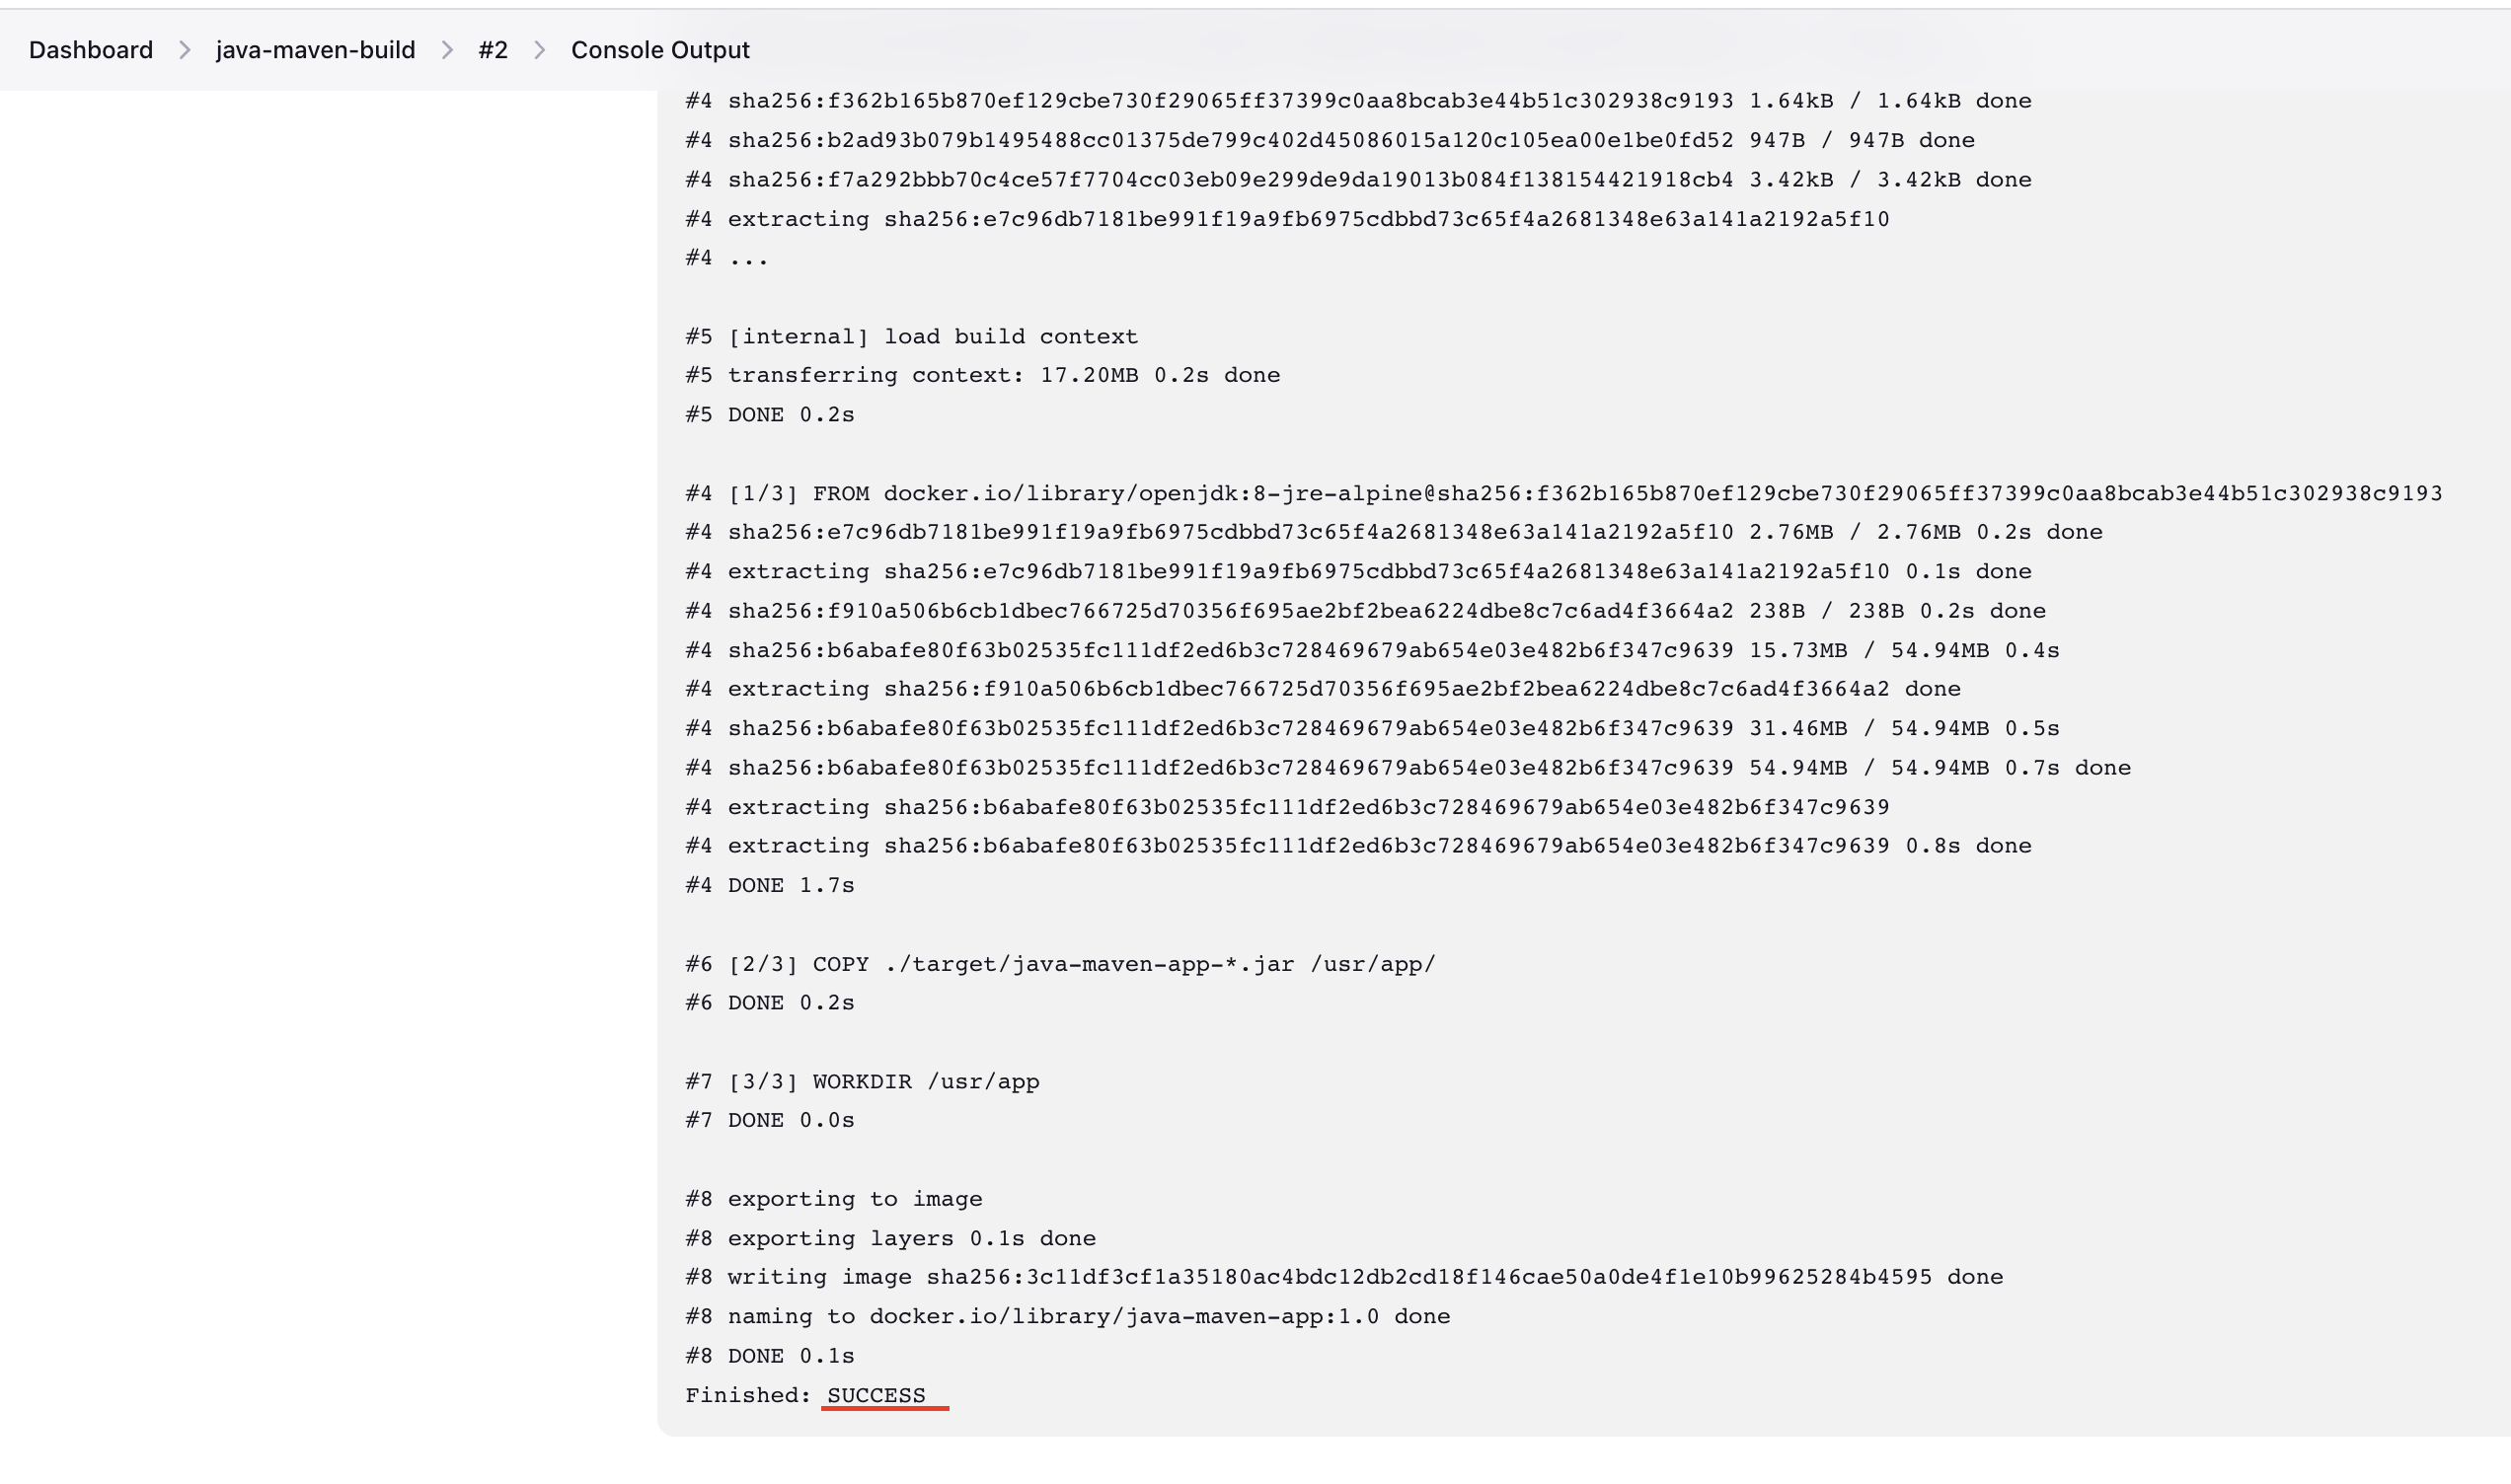 Dashboard > java-maven-build > #2 > Console Output
#4 sha256:f362b165b870ef129cbe730f29065ff37399c0aa8bcab3e44b51c302938c9193 1.64kB / 1.64kB done
#4 sha256:b2ad93b079b1495488cc01375de799c402d45086015a120c105ea00e1be0fd52 947B / 947B done
#4 sha256:f7a292bbb70c4ce57f7704cc03eb09e299de9da19013b084f138154421918cb4 3.42kB / 3.42kB done
#4 extracting sha256:e7c96db7181be991f19a9fb6975cdbbd73c65f4a2681348e63a141a2192a5f10
#4 ...
#5 [internal] load build context
#5 transferring context: 17.20MB 0.2s done
#5 DONE 0.2s
#4 [1/3] FROM docker.io/library/openjdk:8-jre-alpine@sha256:f362b165b870ef129cbe730f29065ff37399c0aa8bcab3e44b51c302938c9193
#4 sha256:e7c96db7181be991f19a9fb6975cdbbd73c65f4a2681348e63a141a2192a5f10 2.76MB / 2.76MB 0.2s done
#4 extracting sha256:e7c96db7181be991f19a9fb6975cdbbd73c65f4a2681348e63a141a2192a5f10 0.1s done
#4 sha256:f910a506b6cb1dbec766725d70356f695ae2bf2bea6224dbe8c7c6ad4f3664a2 238B / 238B 0.2s done
#4 sha256:b6abafe80f63b02535fc111df2ed6b3c728469679ab654e03e482b6f347c9639 15.73MB / 54.94MB 0.4s
#4 extracting sha256:f910a506b6cb1dbec766725d70356f695ae2bf2bea6224dbe8c7c6ad4f3664a2 done
#4 sha256:b6abafe80f63b02535fc111df2ed6b3c728469679ab654e03e482b6f347c9639 31.46MB / 54.94MB 0.5s
#4 sha256:b6abafe80f63b02535fc111df2ed6b3c728469679ab654e03e482b6f347c9639 54.94MB / 54.94MB 0.7s done
#4 extracting sha256:b6abafe80f63b02535fc111df2ed6b3c728469679ab654e03e482b6f347c9639
#4 extracting sha256:b6abafe80f63b02535fc111df2ed6b3c728469679ab654e03e482b6f347c9639 0.8s done
#4 DONE 1.7s
#6 [2/3] COPY ./target/java-maven-app-*.jar /usr/app/
#6 DONE 0.2s
#7 [3/3] WORKDIR /usr/app
#7 DONE 0.0s
#8 exporting to image
#8 exporting layers 0.1s done
#8 writing image sha256:3c11df3cf1a35180ac4bdc12db2cd18f146cae50a0de4f1e10b99625284b4595 done
#8 naming to docker.io/library/java-maven-app:1.0 done
#8 DONE 0.1s
Finished: SUCCESS